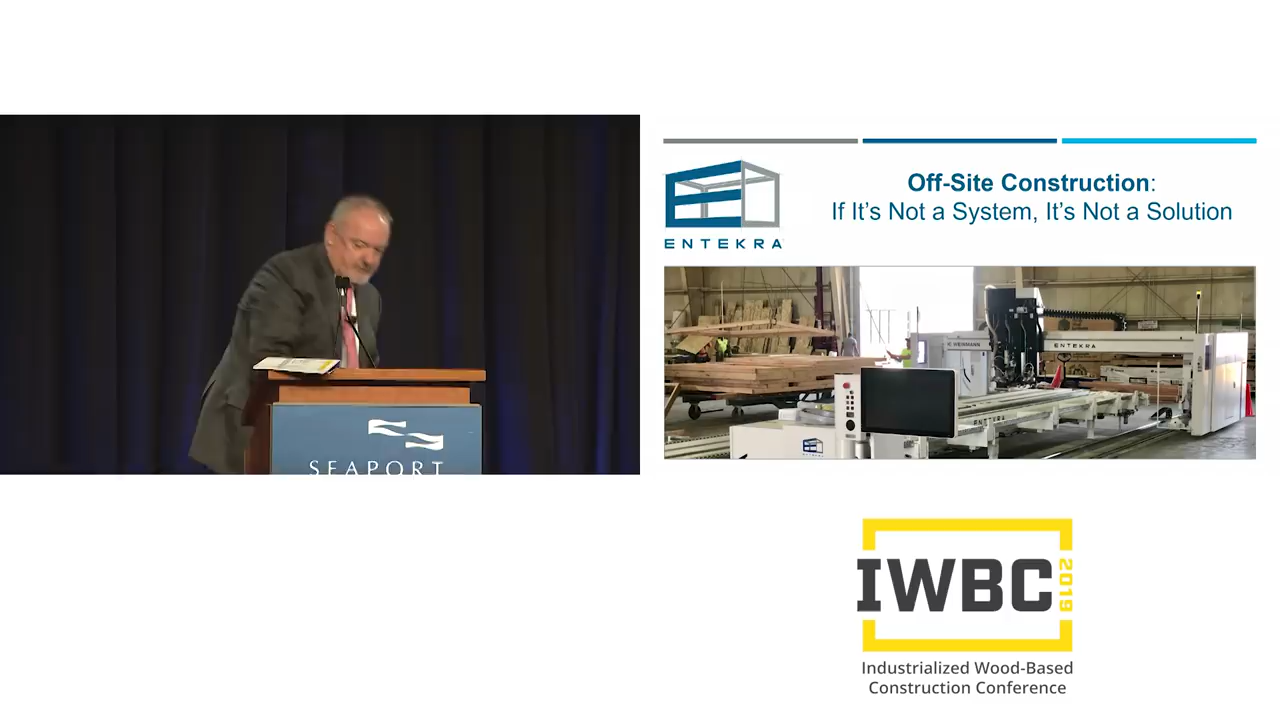 SEAPORT
ENTEKRA
Off-Site Construction:
If It's Not a System, It's Not a Solution
WEINMANN
ENTEKRA
ENTEKRA
IWBC
2019
Industrialized Wood-Based
Construction Conference